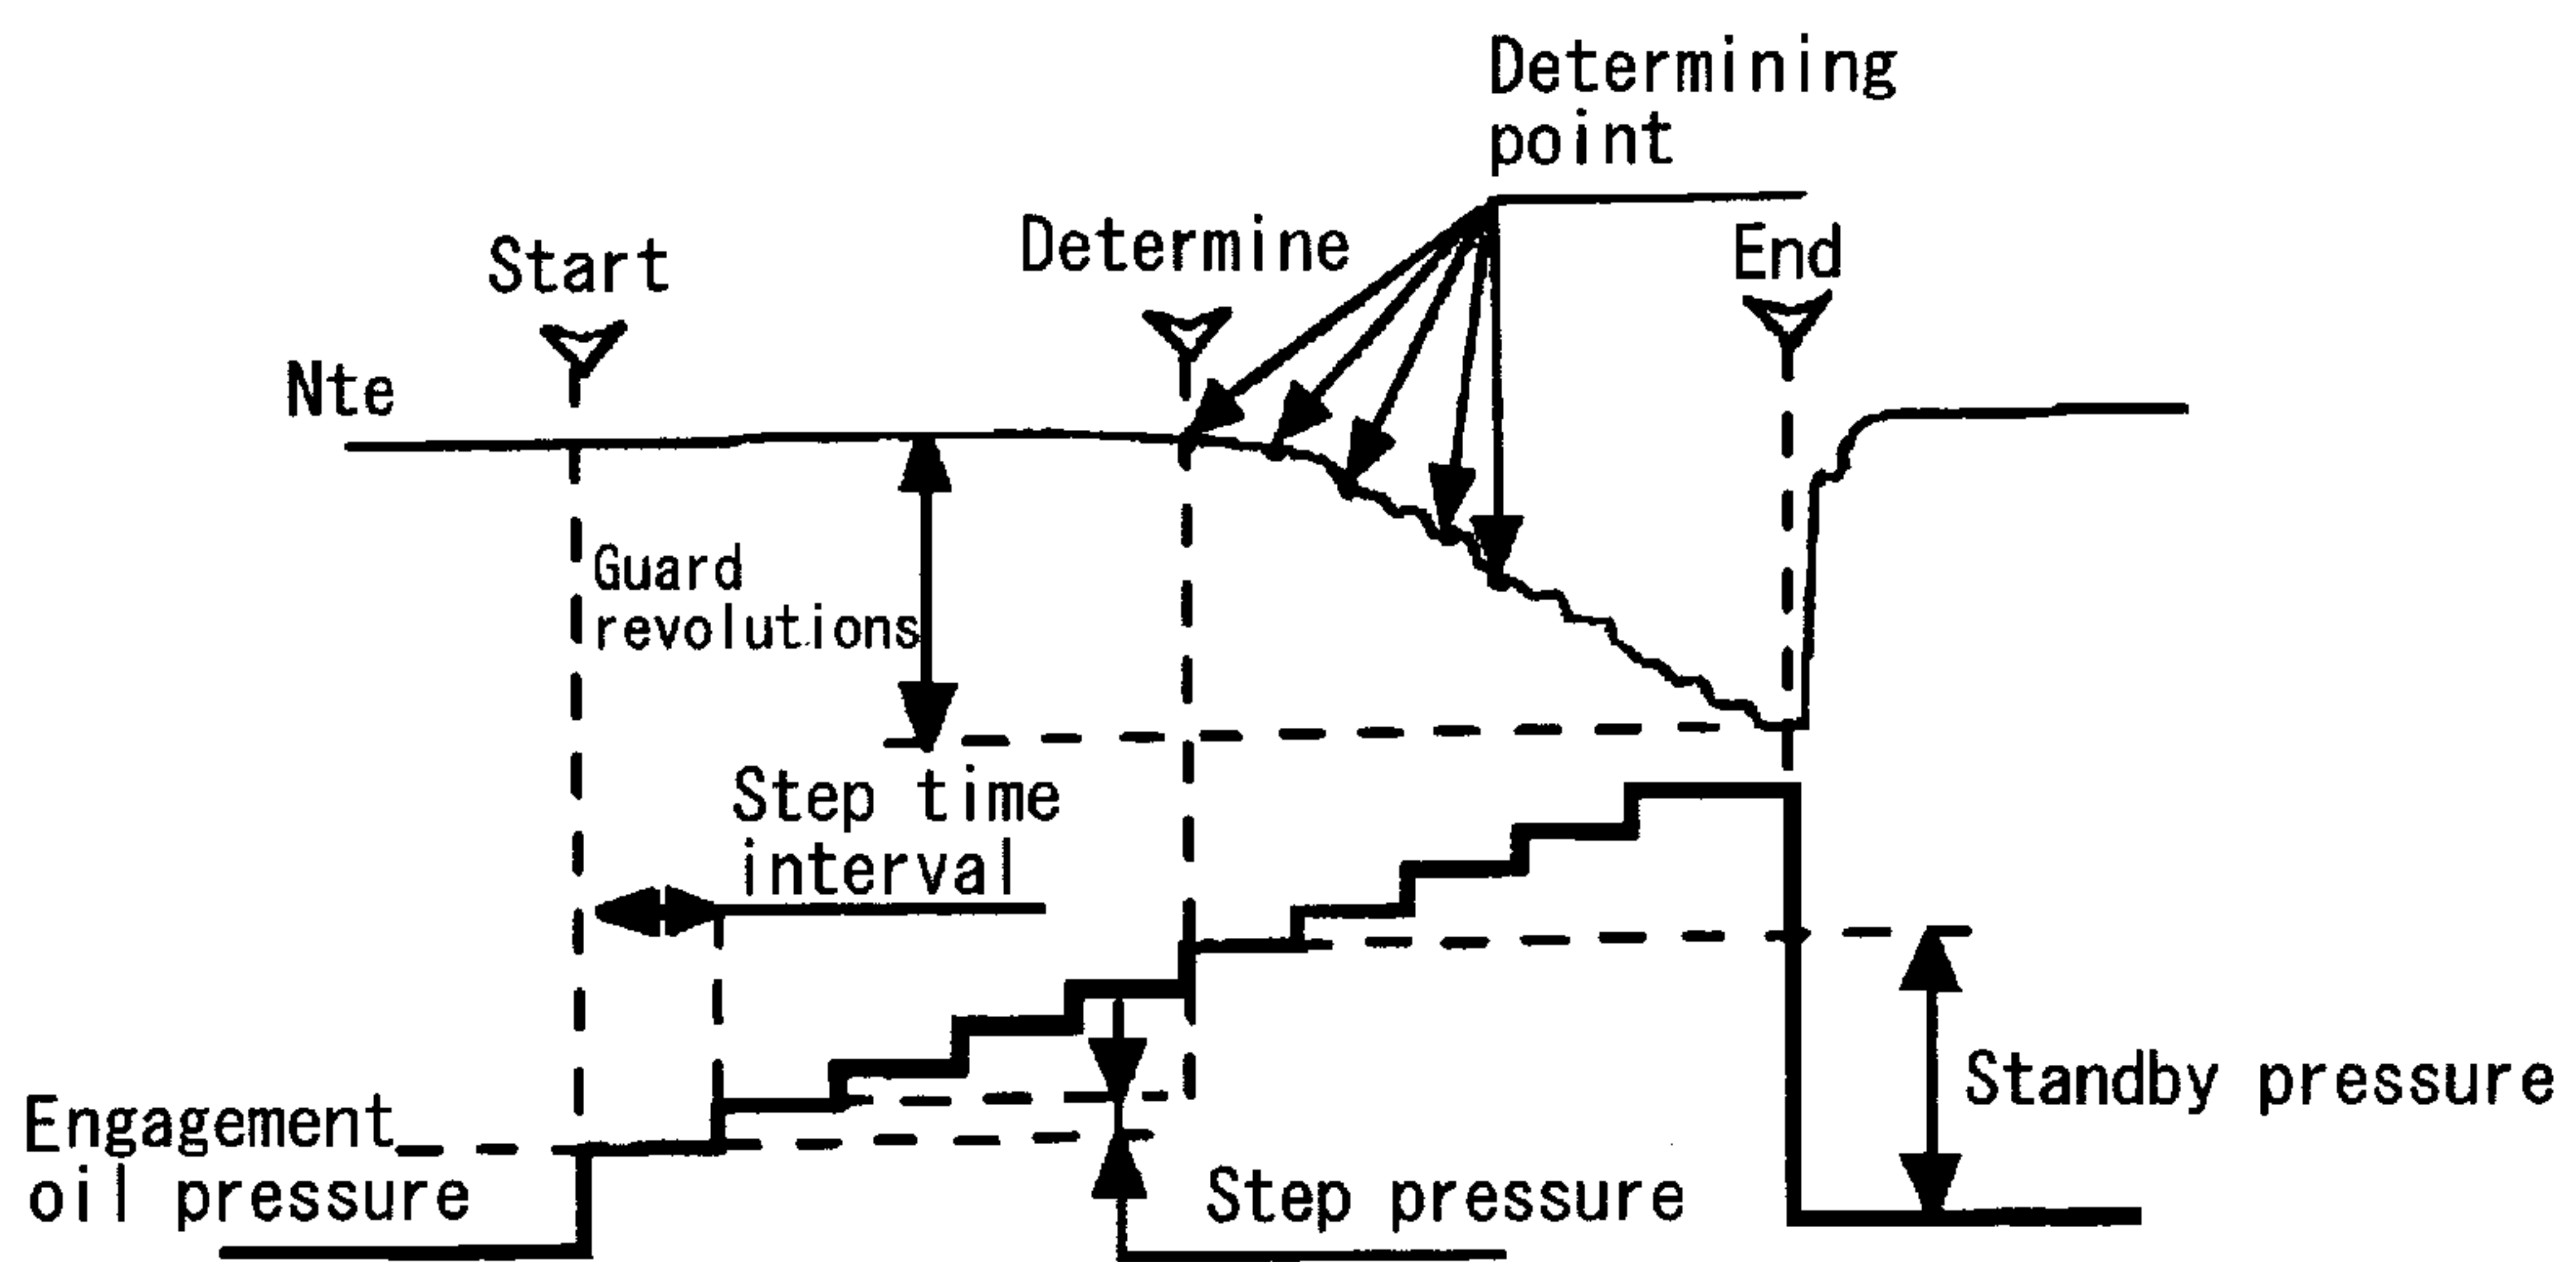 Determining
point
Determine
End
Start
Nte
Guard
revolutions
Step time
interval
Engagement
oil pressure
Standby pressure
Step pressure